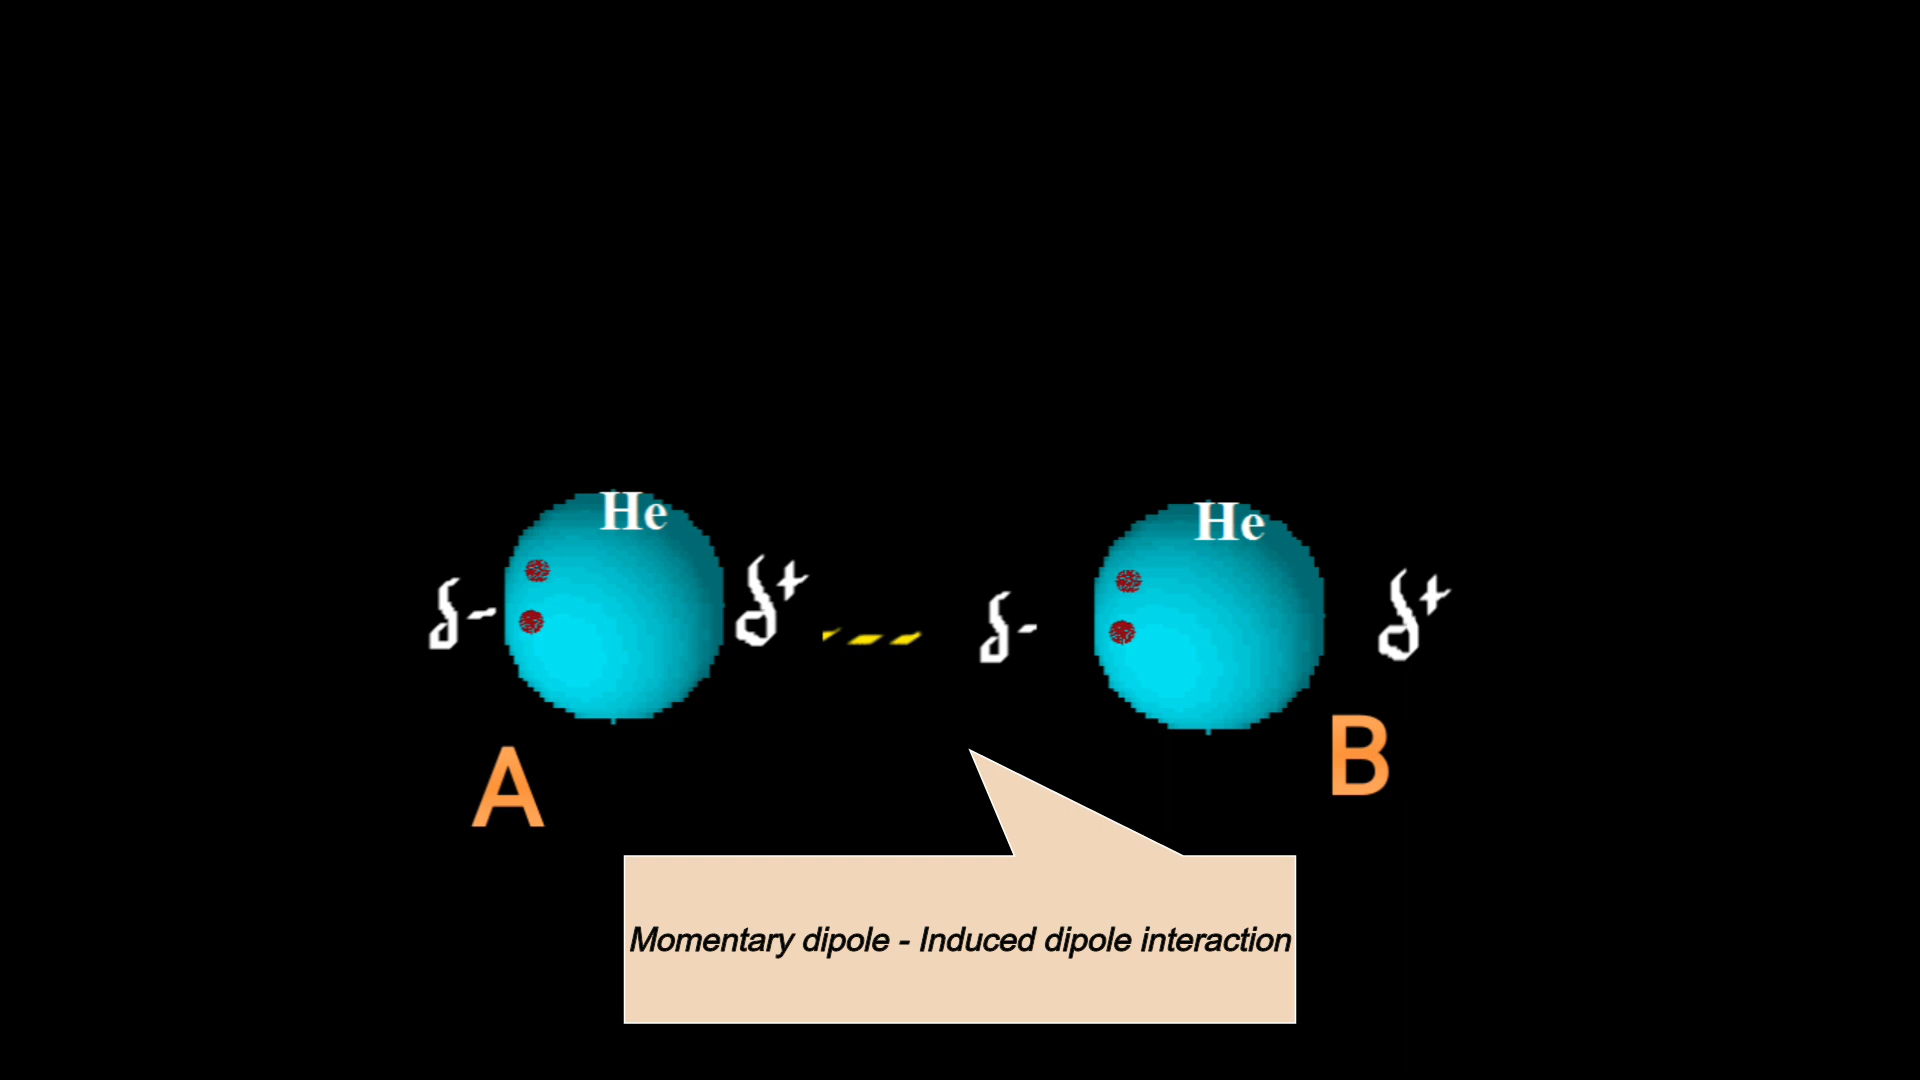 He
He
δ- δ+ --- δ- δ+
A
B
Momentary dipole - Induced dipole interaction